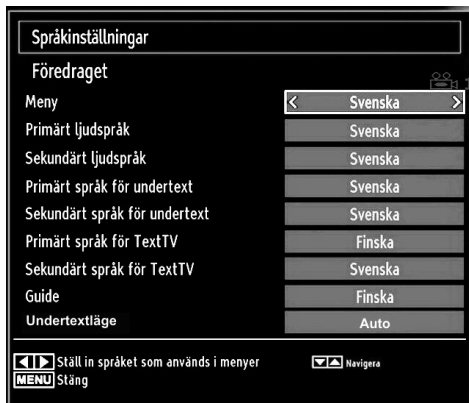 Språkinställningar
Föredraget
Meny Svenska
Primärt ljudspråk Svenska
Sekundärt ljudspråk Svenska
Primärt språk för undertext Svenska
Sekundärt språk för undertext Svenska
Primärt språk för TextTV Finska
Sekundärt språk för TextTV Svenska
Guide Finska
Undertextläge Auto
Ställ in språket som används i menyer Navigera
MENU Stäng